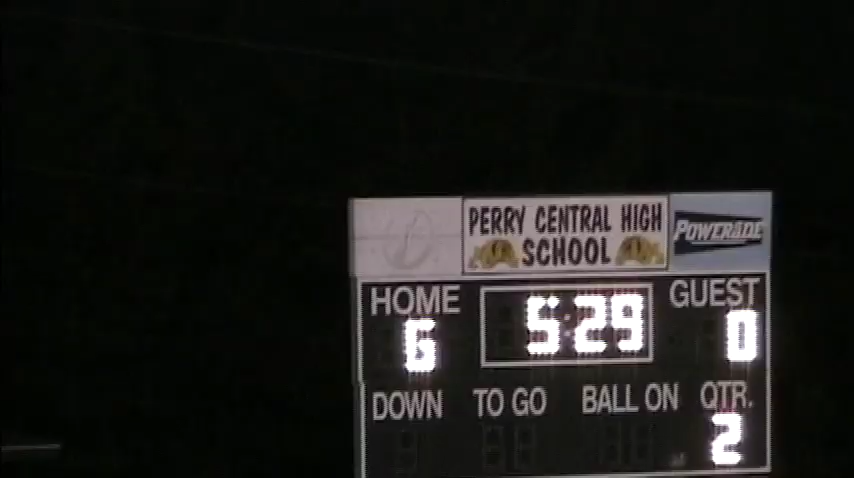 PERRY CENTRAL HIGH
SCHOOL
POWERADE
HOME 5:29 GUEST
6 0
DOWN TO GO BALL ON QTR.
2